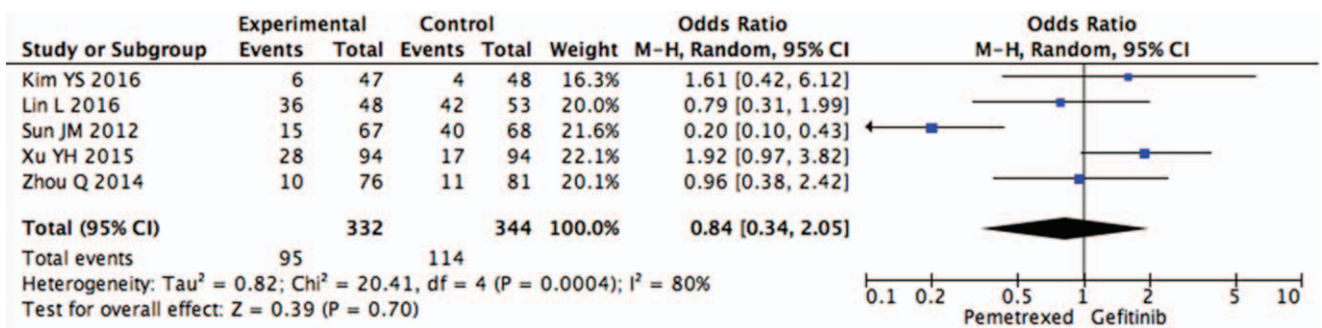 Experimental Control Odds Ratio Odds Ratio
Study or Subgroup Events Total Events Total Weight M-H, Random, 95% CI M-H, Random, 95% CI
Kim YS 2016 6 47 4 48 16.3% 1.61 [0.42, 6.12]
Lin L 2016 36 48 42 53 20.0% 0.79 [0.31, 1.99]
Sun JM 2012 15 67 40 68 21.6% 0.20 [0.10, 0.43]
Xu YH 2015 28 94 17 94 22.1% 1.92 [0.97, 3.82]
Zhou Q 2014 10 76 11 81 20.1% 0.96 [0.38, 2.42]
Total (95% CI) 332 344 100.0% 0.84 [0.34, 2.05]
Total events 95 114
Heterogeneity: Tau² = 0.82; Chi² = 20.41, df = 4 (P = 0.0004); I² = 80%
Test for overall effect: Z = 0.39 (P = 0.70)
0.1 0.2 0.5 1 2 5 10
Pemetrexed Gefitinib